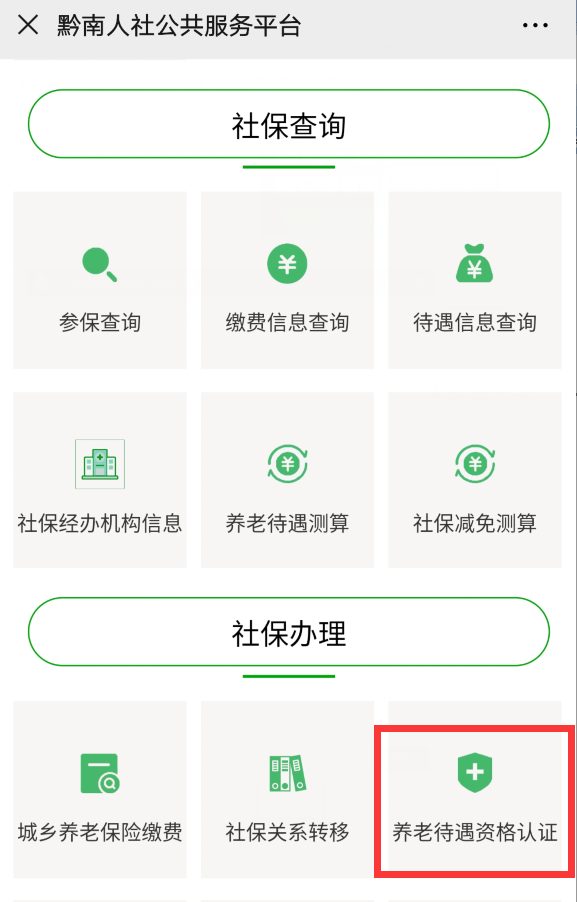 黔南人社公共服务平台
社保查询
参保查询
缴费信息查询
待遇信息查询
社保经办机构信息
养老待遇测算
社保减免测算
社保办理
城乡养老保险缴费
社保关系转移
养老待遇资格认证